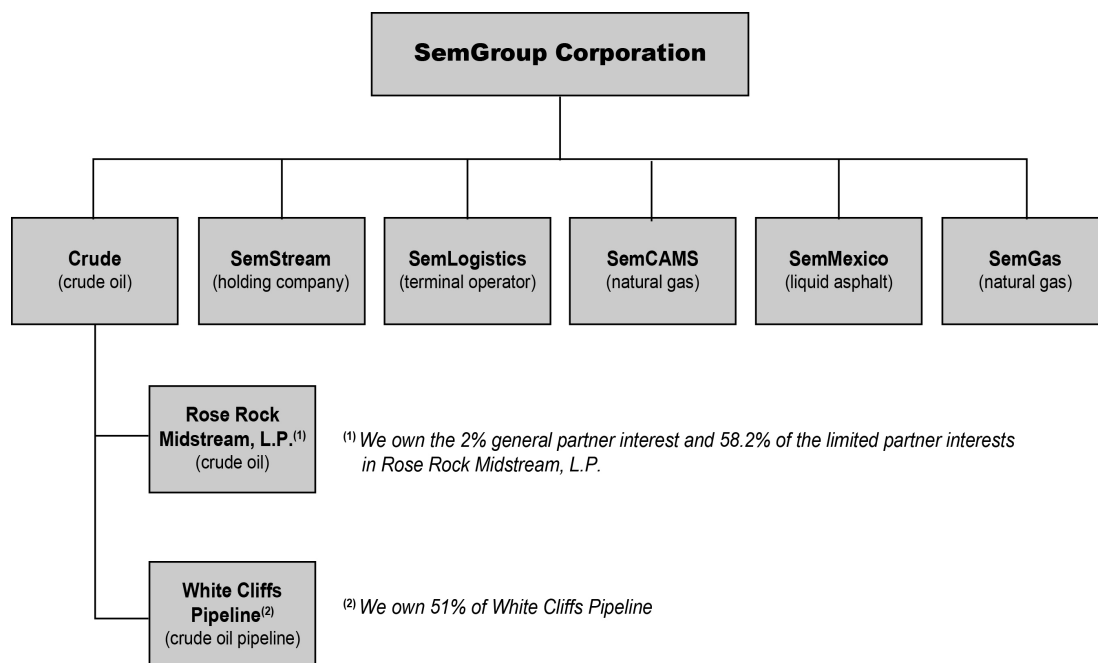 SemGroup Corporation
Crude
(crude oil)
SemStream
(holding company)
SemLogistics
(terminal operator)
SemCAMS
(natural gas)
SemMexico
(liquid asphalt)
SemGas
(natural gas)
Rose Rock
Midstream, L.P.(1)
(crude oil)
(1) We own the 2% general partner interest and 58.2% of the limited partner interests
in Rose Rock Midstream, L.P.
White Cliffs
Pipeline(2)
(crude oil pipeline)
(2) We own 51% of White Cliffs Pipeline